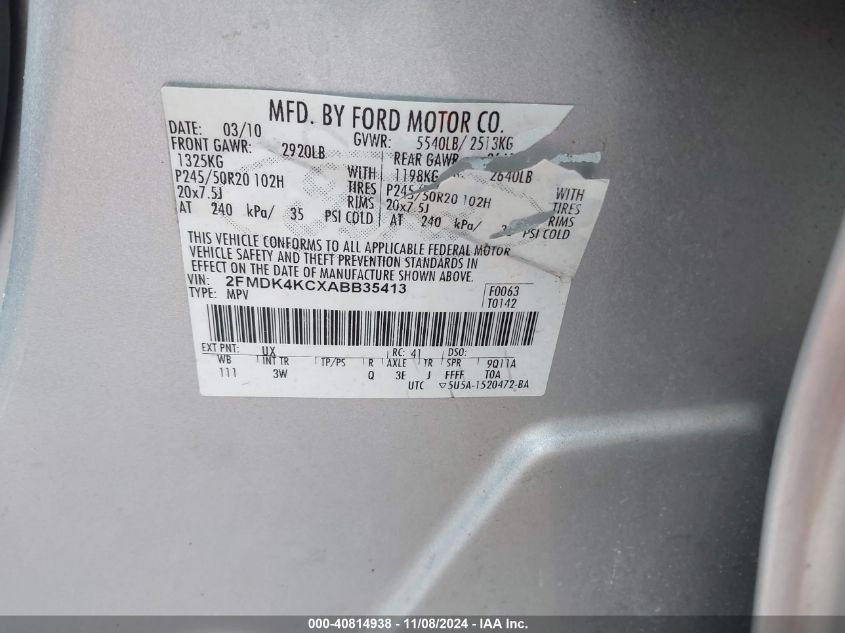 MFD. BY FORD MOTOR CO.
DATE: 03/10 GVWR: 5540LB/ 2513KG
FRONT GAWR: 2920LB REAR GAWR
1325KG WITH 1198KG 2640LB WITH
P245/50R20 102H TIRES P245/50R20 102H TIRES
20x7.5J RIMS 20x7.5J RIMS
AT 240 kPa/ 35 PSI COLD AT 240 kPa/ PSI COLD
THIS VEHICLE CONFORMS TO ALL APPLICABLE FEDERAL MOTOR
VEHICLE SAFETY AND THEFT PREVENTION STANDARDS IN
EFFECT ON THE DATE OF MANUFACTURE SHOWN ABOVE.
VIN: 2FMDK4KCXABB35413 F0063
TYPE: MPV T0142
EXT PNT: UX RC: 41 DSO:
WB INT TR TP/PS R AXLE TR SPR 9Q11A
111 3W Q 3E J FFFF TOA
UTC ▽5U5A-1520472-BA
000-40814938 - 11/08/2024 - IAA Inc.